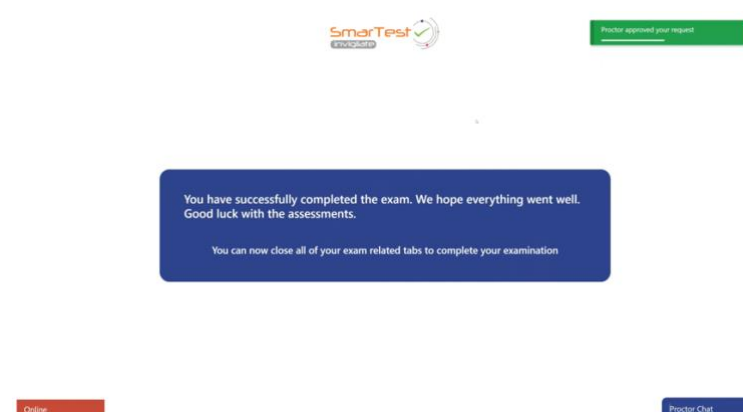 SmarTest
invigilate
Proctor approved your request
You have successfully completed the exam. We hope everything went well.
Good luck with the assessments.
You can now close all of your exam related tabs to complete your examination
Online
Proctor Chat